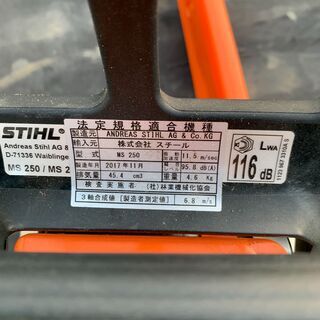 STIHL®
Andreas Stihl AG &
D-71336 Waiblinge
MS 250 / MS 2
法定規格適合機種
製造元 ANDREAS STIHL AG & Co. KG
輸入元 株式会社 スチール
型式 MS 250 11.5 m/sec
製造年月 2017年11月 95.8 dB(A)
排気量 45.4 cm3 重量 4.6 Kg
検査実施者 (社)林業機械化協会
3軸合成値 [製造者測定値] 6.8 m/s
LWA
116 dB